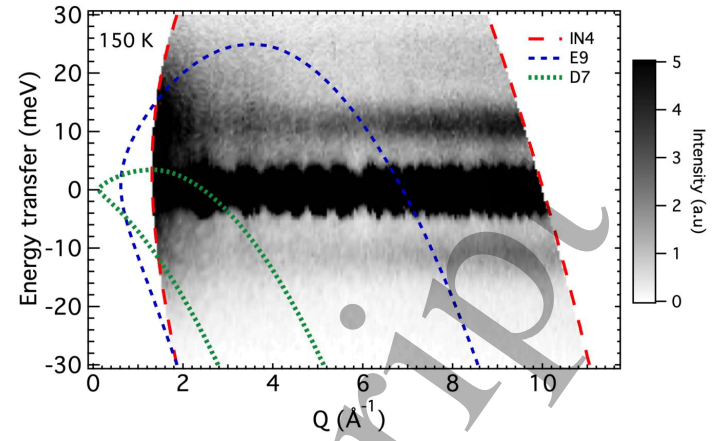 30
20
10
0
-10
-20
-30
Energy transfer (meV)
150 K
IN4
E9
D7
5
4
3
2
1
0
Intensity (a.u)
0 2 4 6 8 10
Q (Å⁻¹)
ript